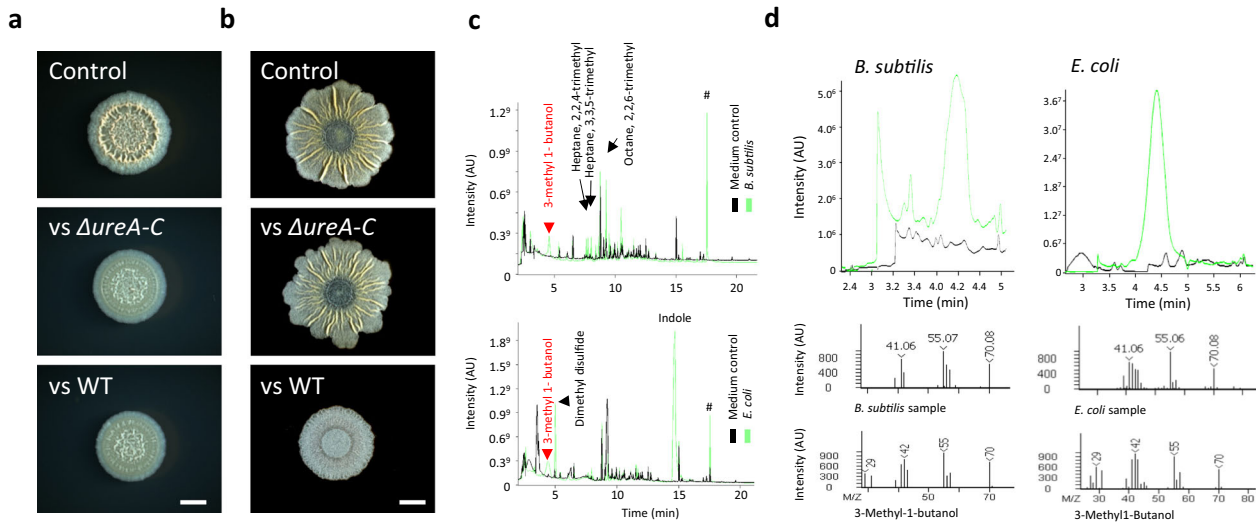 a
b
c
d
Control
vs ΔureA-C
vs WT
Control
vs ΔureA-C
vs WT
3-methyl 1- butanol
Heptane, 2,2,4-trimethyl
Heptane, 3,3,5-trimethyl
Octane, 2,2,6-trimethyl
#
Intensity (AU)
1.2⁹
0.9⁹
0.6⁹
0.3⁹
0
5 10 15 20
Medium control
B. subtilis
Time (min)
Indole
3-methyl 1- butanol
Dimethyl disulfide
#
Intensity (AU)
1.8⁹
1.5⁹
1.2⁹
0.9⁹
0.6⁹
0.3⁹
0
5 10 15 20
Medium control
E. coli
Time (min)
B. subtilis
Intensity (AU)
5.0⁶
4.0⁶
3.0⁶
2.0⁶
1.0⁶
0
2.4 3 3.2 3.4 3.6 3.8 4 4.2 4.4 4.6 4.8 5
Time (min)
E. coli
3.6⁷
3.0⁷
2.4⁷
1.8⁷
1.2⁷
0.6⁷
0
3 3.5 4 4.5 5 5.5 6
Time (min)
Intensity (AU)
800
400
0
41.06 55.07 70.08
B. subtilis sample
800
400
0
41.06 55.06 70.08
E. coli sample
Intensity (AU)
900
600
300
0
29 42 55 70
M/Z 50 70
3-Methyl-1-butanol
900
600
300
0
29 42 55 70
M/Z 30 40 50 60 70 80
3-Methyl1-Butanol